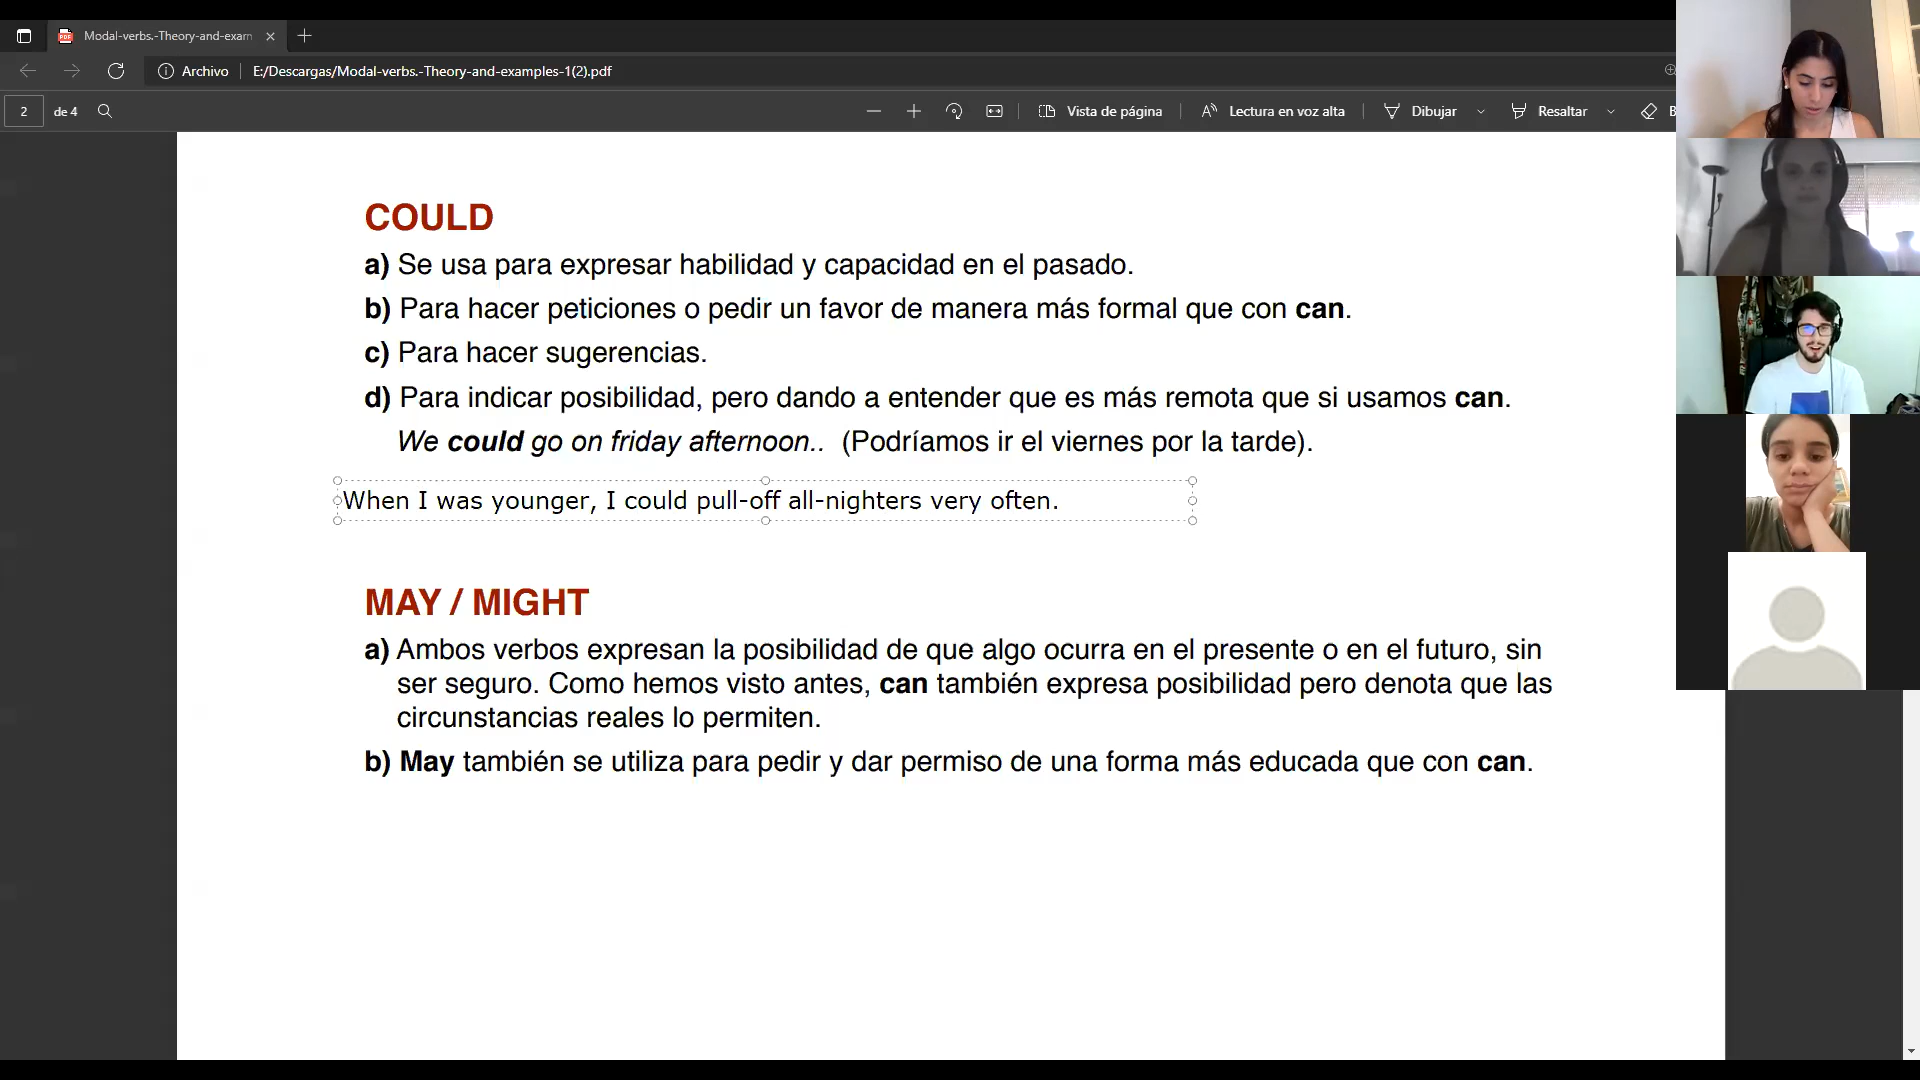 Modal-verbs.-Theory-and-exam
Archivo
E:/Descargas/Modal-verbs.-Theory-and-examples-1(2).pdf
2 de 4
Vista de página
Lectura en voz alta
Dibujar
Resaltar
B
COULD
a) Se usa para expresar habilidad y capacidad en el pasado.
b) Para hacer peticiones o pedir un favor de manera más formal que con can.
c) Para hacer sugerencias.
d) Para indicar posibilidad, pero dando a entender que es más remota que si usamos can.
We could go on friday afternoon.. (Podríamos ir el viernes por la tarde).
When I was younger, I could pull-off all-nighters very often.
MAY / MIGHT
a) Ambos verbos expresan la posibilidad de que algo ocurra en el presente o en el futuro, sin
ser seguro. Como hemos visto antes, can también expresa posibilidad pero denota que las
circunstancias reales lo permiten.
b) May también se utiliza para pedir y dar permiso de una forma más educada que con can.